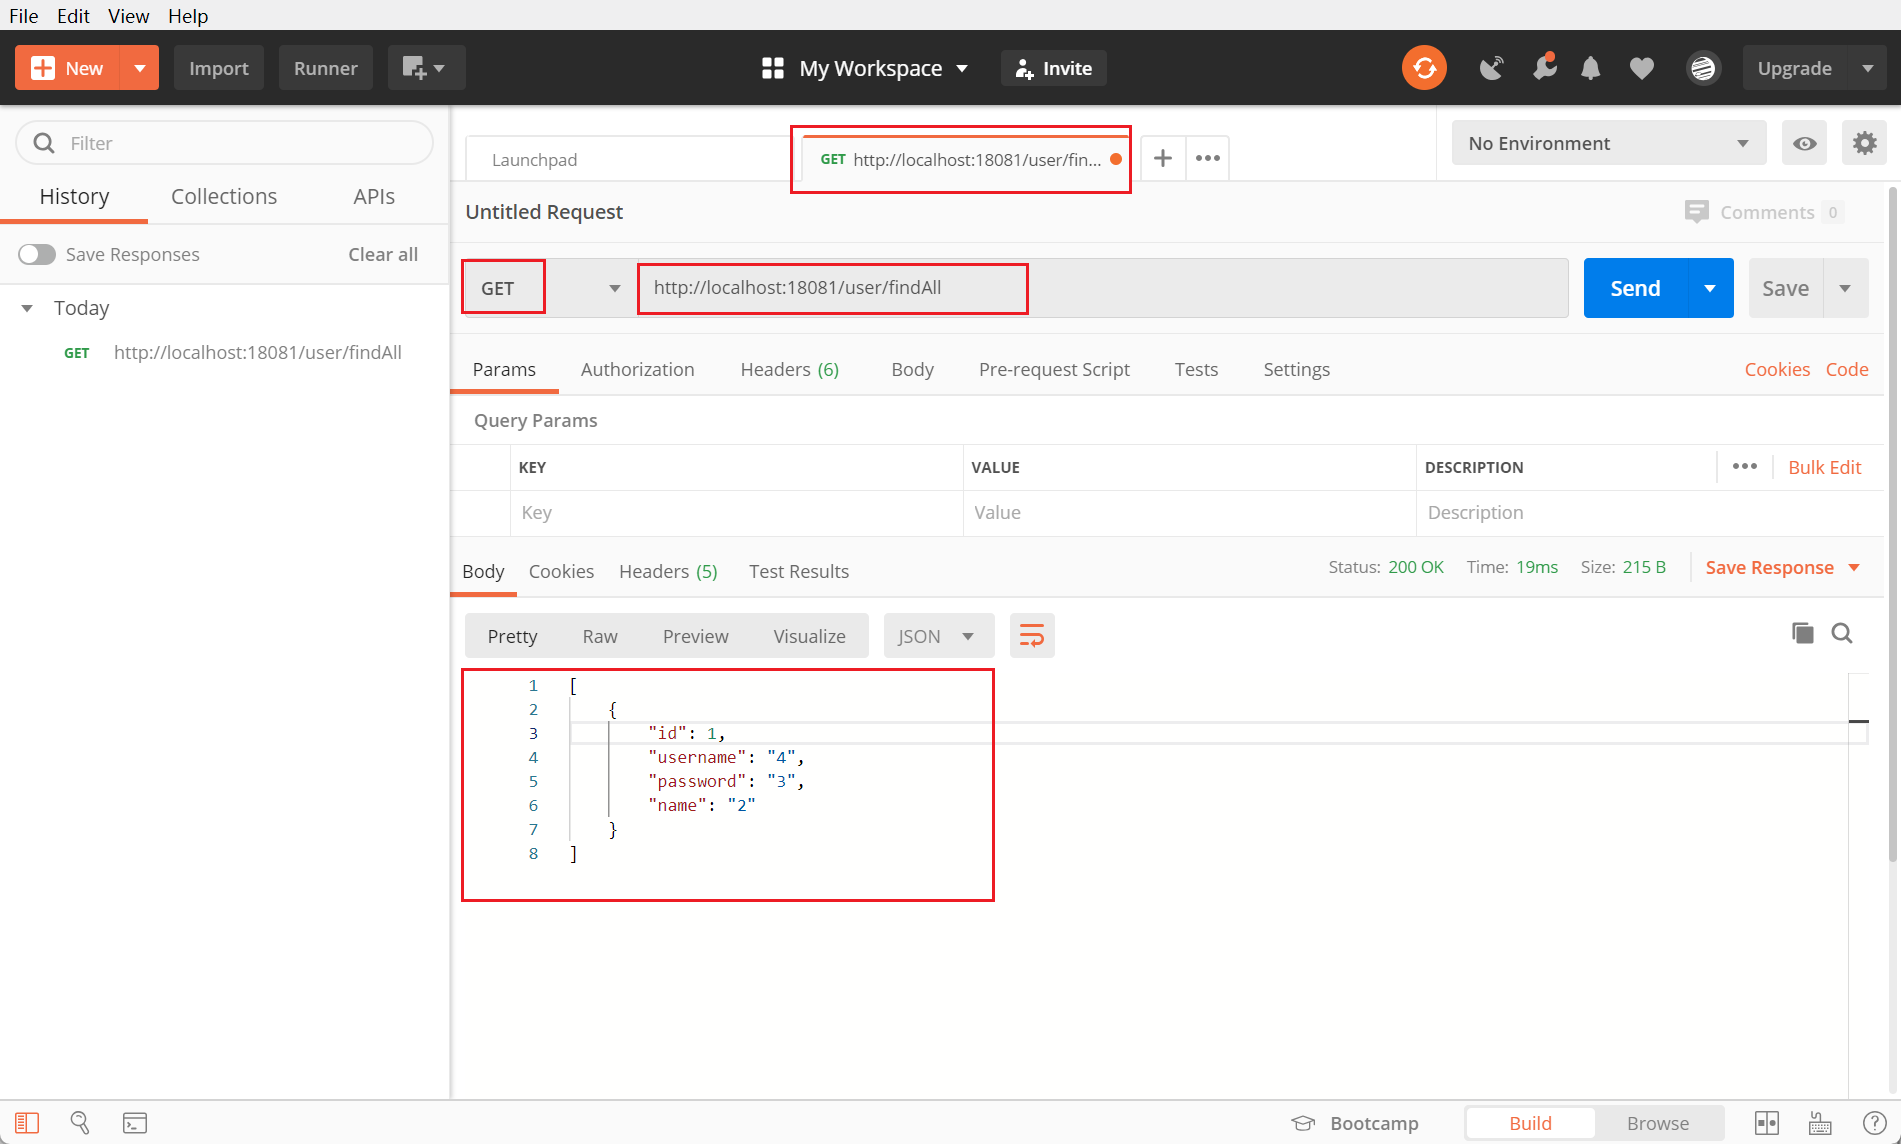 File Edit View Help
New Import Runner My Workspace Invite Upgrade
Filter
History Collections APIs
Save Responses Clear all
Today
GET http://localhost:18081/user/findAll
Launchpad GET http://localhost:18081/user/fin... No Environment
Untitled Request Comments 0
GET http://localhost:18081/user/findAll Send Save
Params Authorization Headers (6) Body Pre-request Script Tests Settings Cookies Code
Query Params
KEY VALUE DESCRIPTION Bulk Edit
Key Value Description
Body Cookies Headers (5) Test Results Status: 200 OK Time: 19ms Size: 215 B Save Response
Pretty Raw Preview Visualize JSON
1 [
2 {
3 "id": 1,
4 "username": "4",
5 "password": "3",
6 "name": "2"
7 }
8 ]
Bootcamp Build Browse